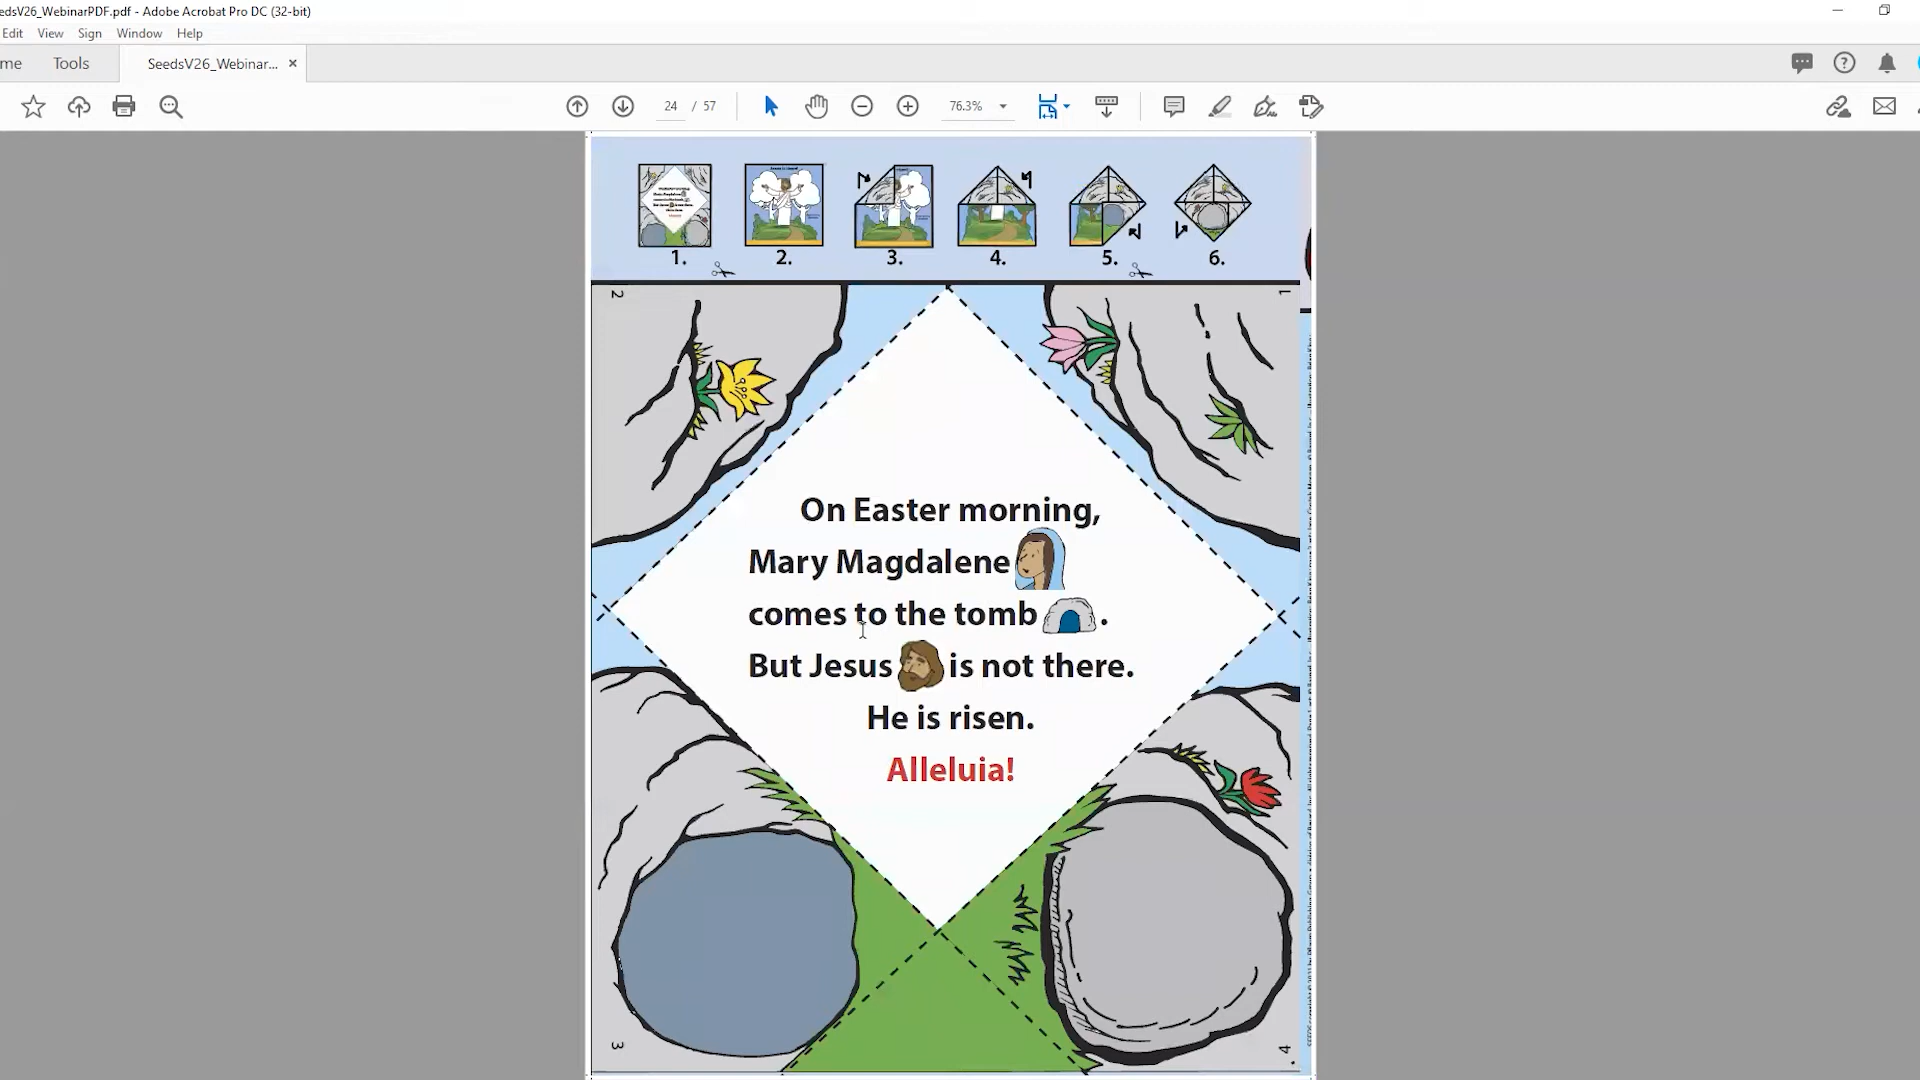 edsV26_WebinarPDF.pdf - Adobe Acrobat Pro DC (32-bit)
Edit View Sign Window Help
me Tools SeedsV26_Webinar... ×
24 / 57 76.3%
1. 2. 3. 4. 5. 6.
2 1
On Easter morning,
Mary Magdalene
comes to the tomb .
But Jesus is not there.
He is risen.
Alleluia!
3 4